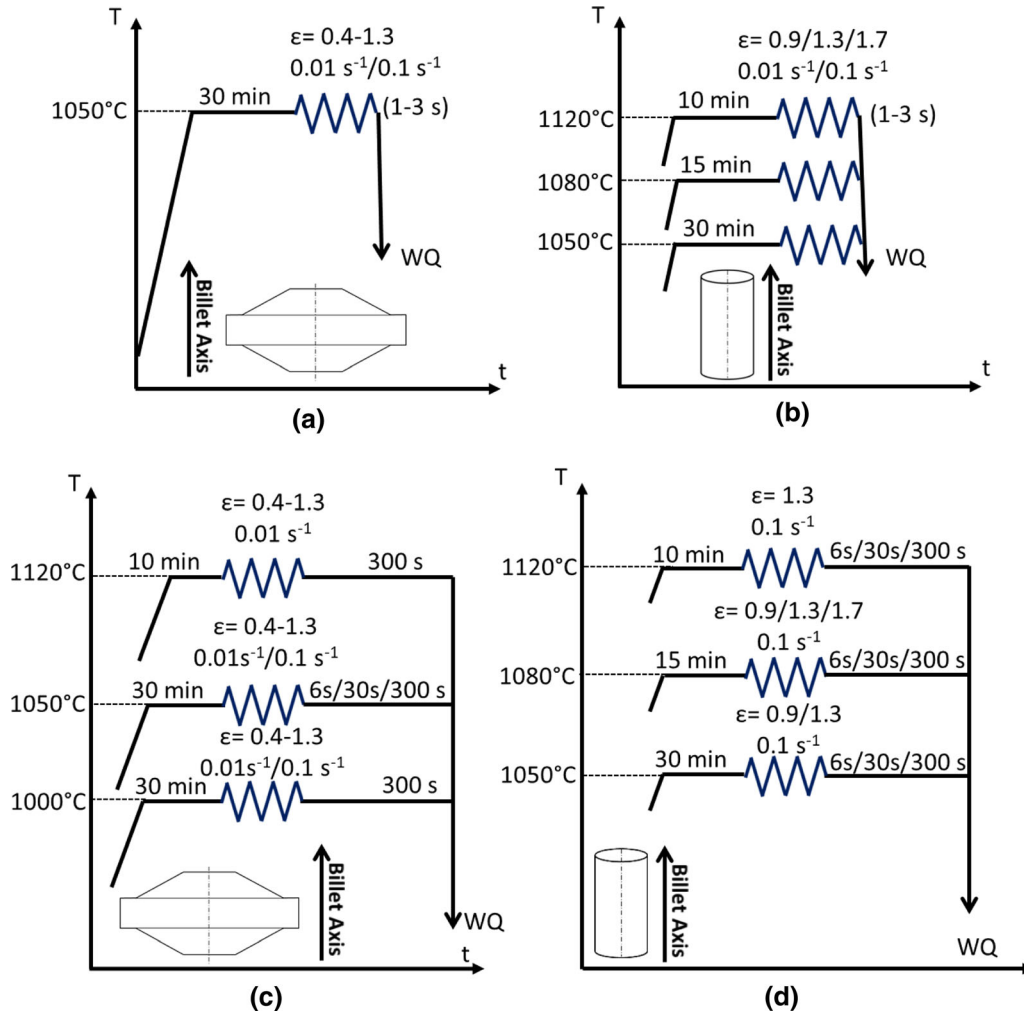 T
ε= 0.4-1.3
0.01 s⁻¹/0.1 s⁻¹
30 min
(1-3 s)
1050°C
WQ
Billet Axis
t
(a)
T
ε= 0.9/1.3/1.7
0.01 s⁻¹/0.1 s⁻¹
10 min
(1-3 s)
1120°C
15 min
1080°C
30 min
1050°C
WQ
Billet Axis
t
(b)
T
ε= 0.4-1.3
0.01 s⁻¹
10 min
300 s
1120°C
ε= 0.4-1.3
0.01s⁻¹/0.1 s⁻¹
30 min
6s/30s/300 s
1050°C
ε= 0.4-1.3
0.01s⁻¹/0.1 s⁻¹
30 min
300 s
1000°C
Billet Axis
WQ
t
(c)
T
ε= 1.3
0.1 s⁻¹
10 min
6s/30s/300 s
1120°C
ε= 0.9/1.3/1.7
0.1 s⁻¹
15 min
6s/30s/300 s
1080°C
ε= 0.9/1.3
0.1 s⁻¹
30 min
6s/30s/300 s
1050°C
Billet Axis
WQ
(d)